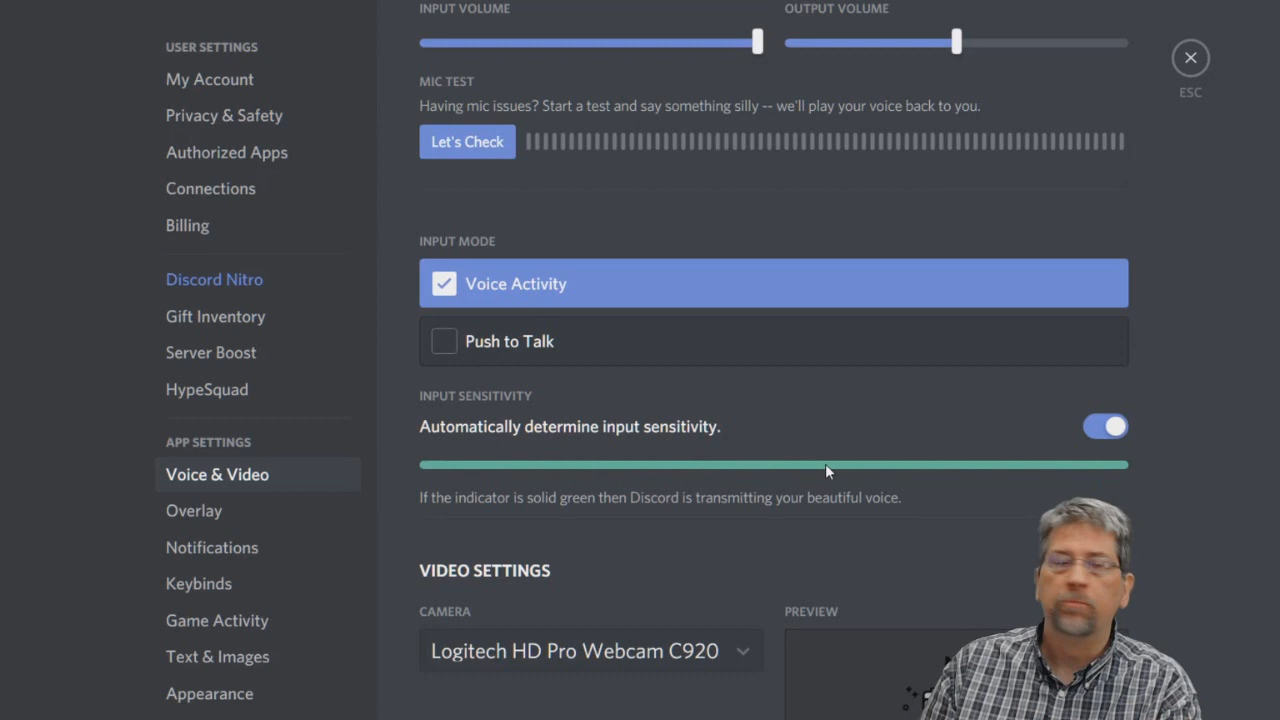 USER SETTINGS
My Account
Privacy & Safety
Authorized Apps
Connections
Billing
Discord Nitro
Gift Inventory
Server Boost
HypeSquad
APP SETTINGS
Voice & Video
Overlay
Notifications
Keybinds
Game Activity
Text & Images
Appearance
INPUT VOLUME
OUTPUT VOLUME
MIC TEST
Having mic issues? Start a test and say something silly -- we'll play your voice back to you.
Let's Check
INPUT MODE
Voice Activity
Push to Talk
INPUT SENSITIVITY
Automatically determine input sensitivity.
If the indicator is solid green then Discord is transmitting your beautiful voice.
VIDEO SETTINGS
CAMERA
Logitech HD Pro Webcam C920
PREVIEW
ESC